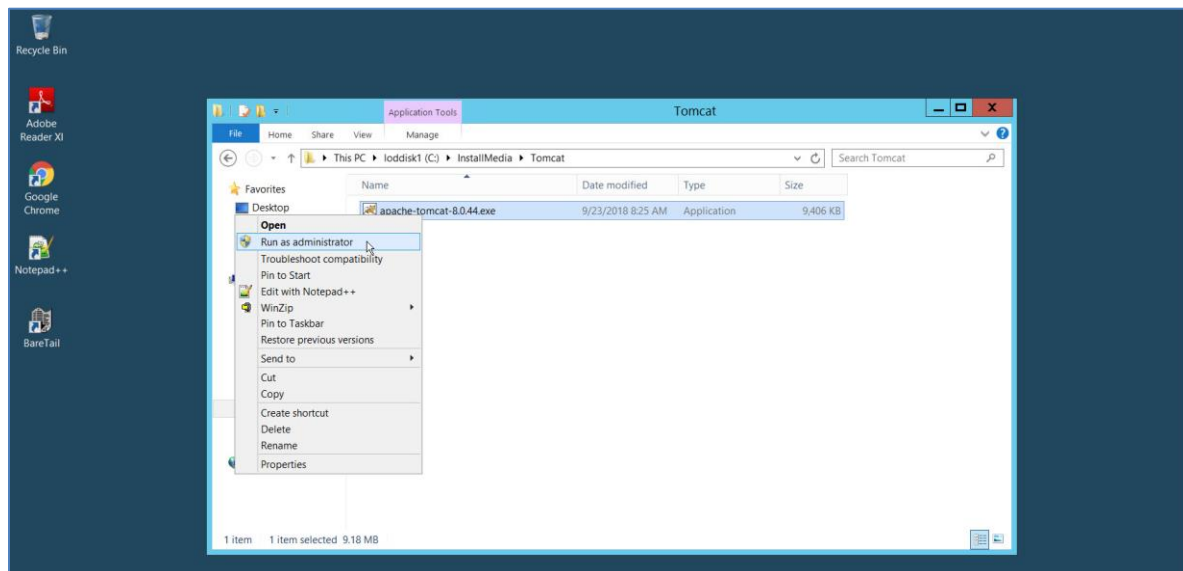 Recycle Bin
Adobe
Reader XI
Google
Chrome
Notepad++
BareTail
Application Tools
Tomcat
File Home Share View Manage
This PC loddisk1 (C:) InstallMedia Tomcat
Search Tomcat
Favorites
Desktop
Name Date modified Type Size
apache-tomcat-8.0.44.exe 9/23/2018 8:25 AM Application 9,406 KB
Open
Run as administrator
Troubleshoot compatibility
Pin to Start
Edit with Notepad++
WinZip
Pin to Taskbar
Restore previous versions
Send to
Cut
Copy
Create shortcut
Delete
Rename
Properties
1 item 1 item selected 9.18 MB